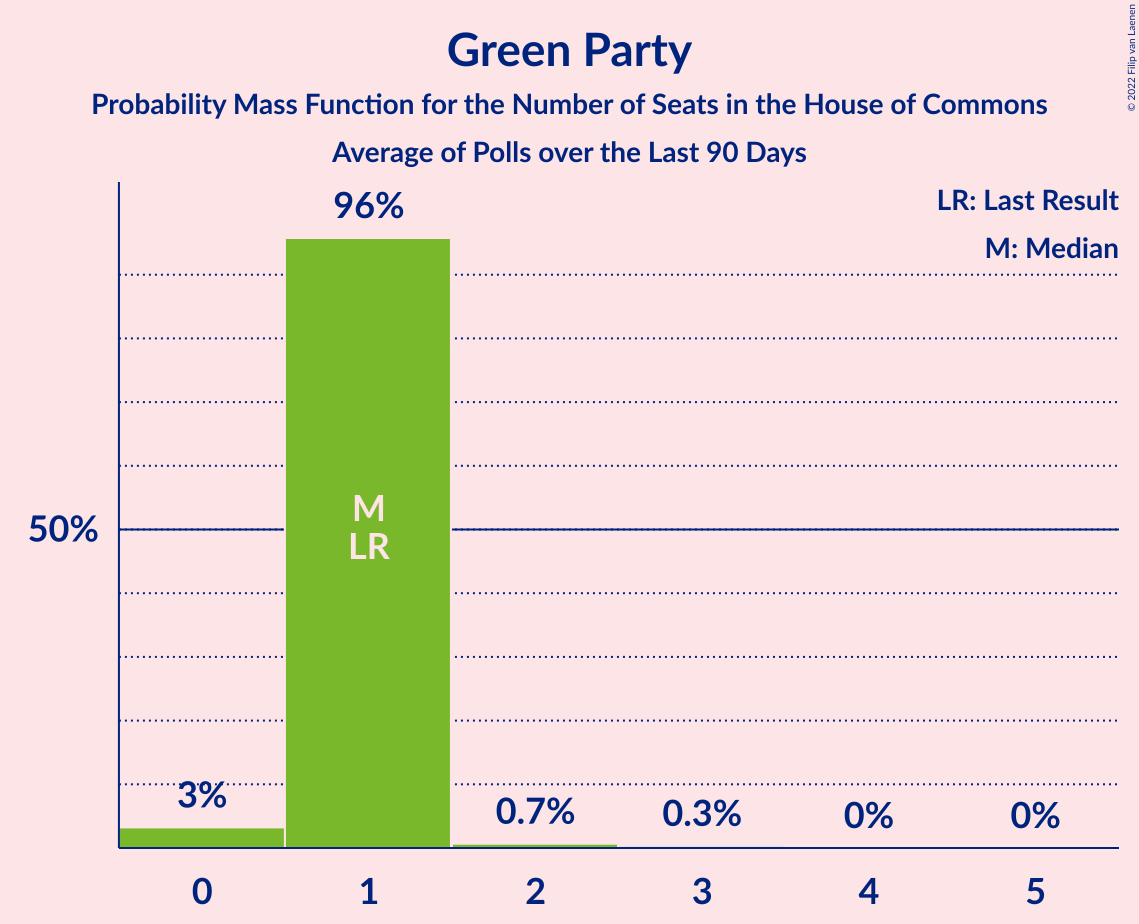 Green Party
Probability Mass Function for the Number of Seats in the House of Commons
Average of Polls over the Last 90 Days
© 2022 Filip van Laenen
LR: Last Result
M: Median
96%
50%
M
LR
3%
0.7%
0.3%
0%
0%
0 1 2 3 4 5